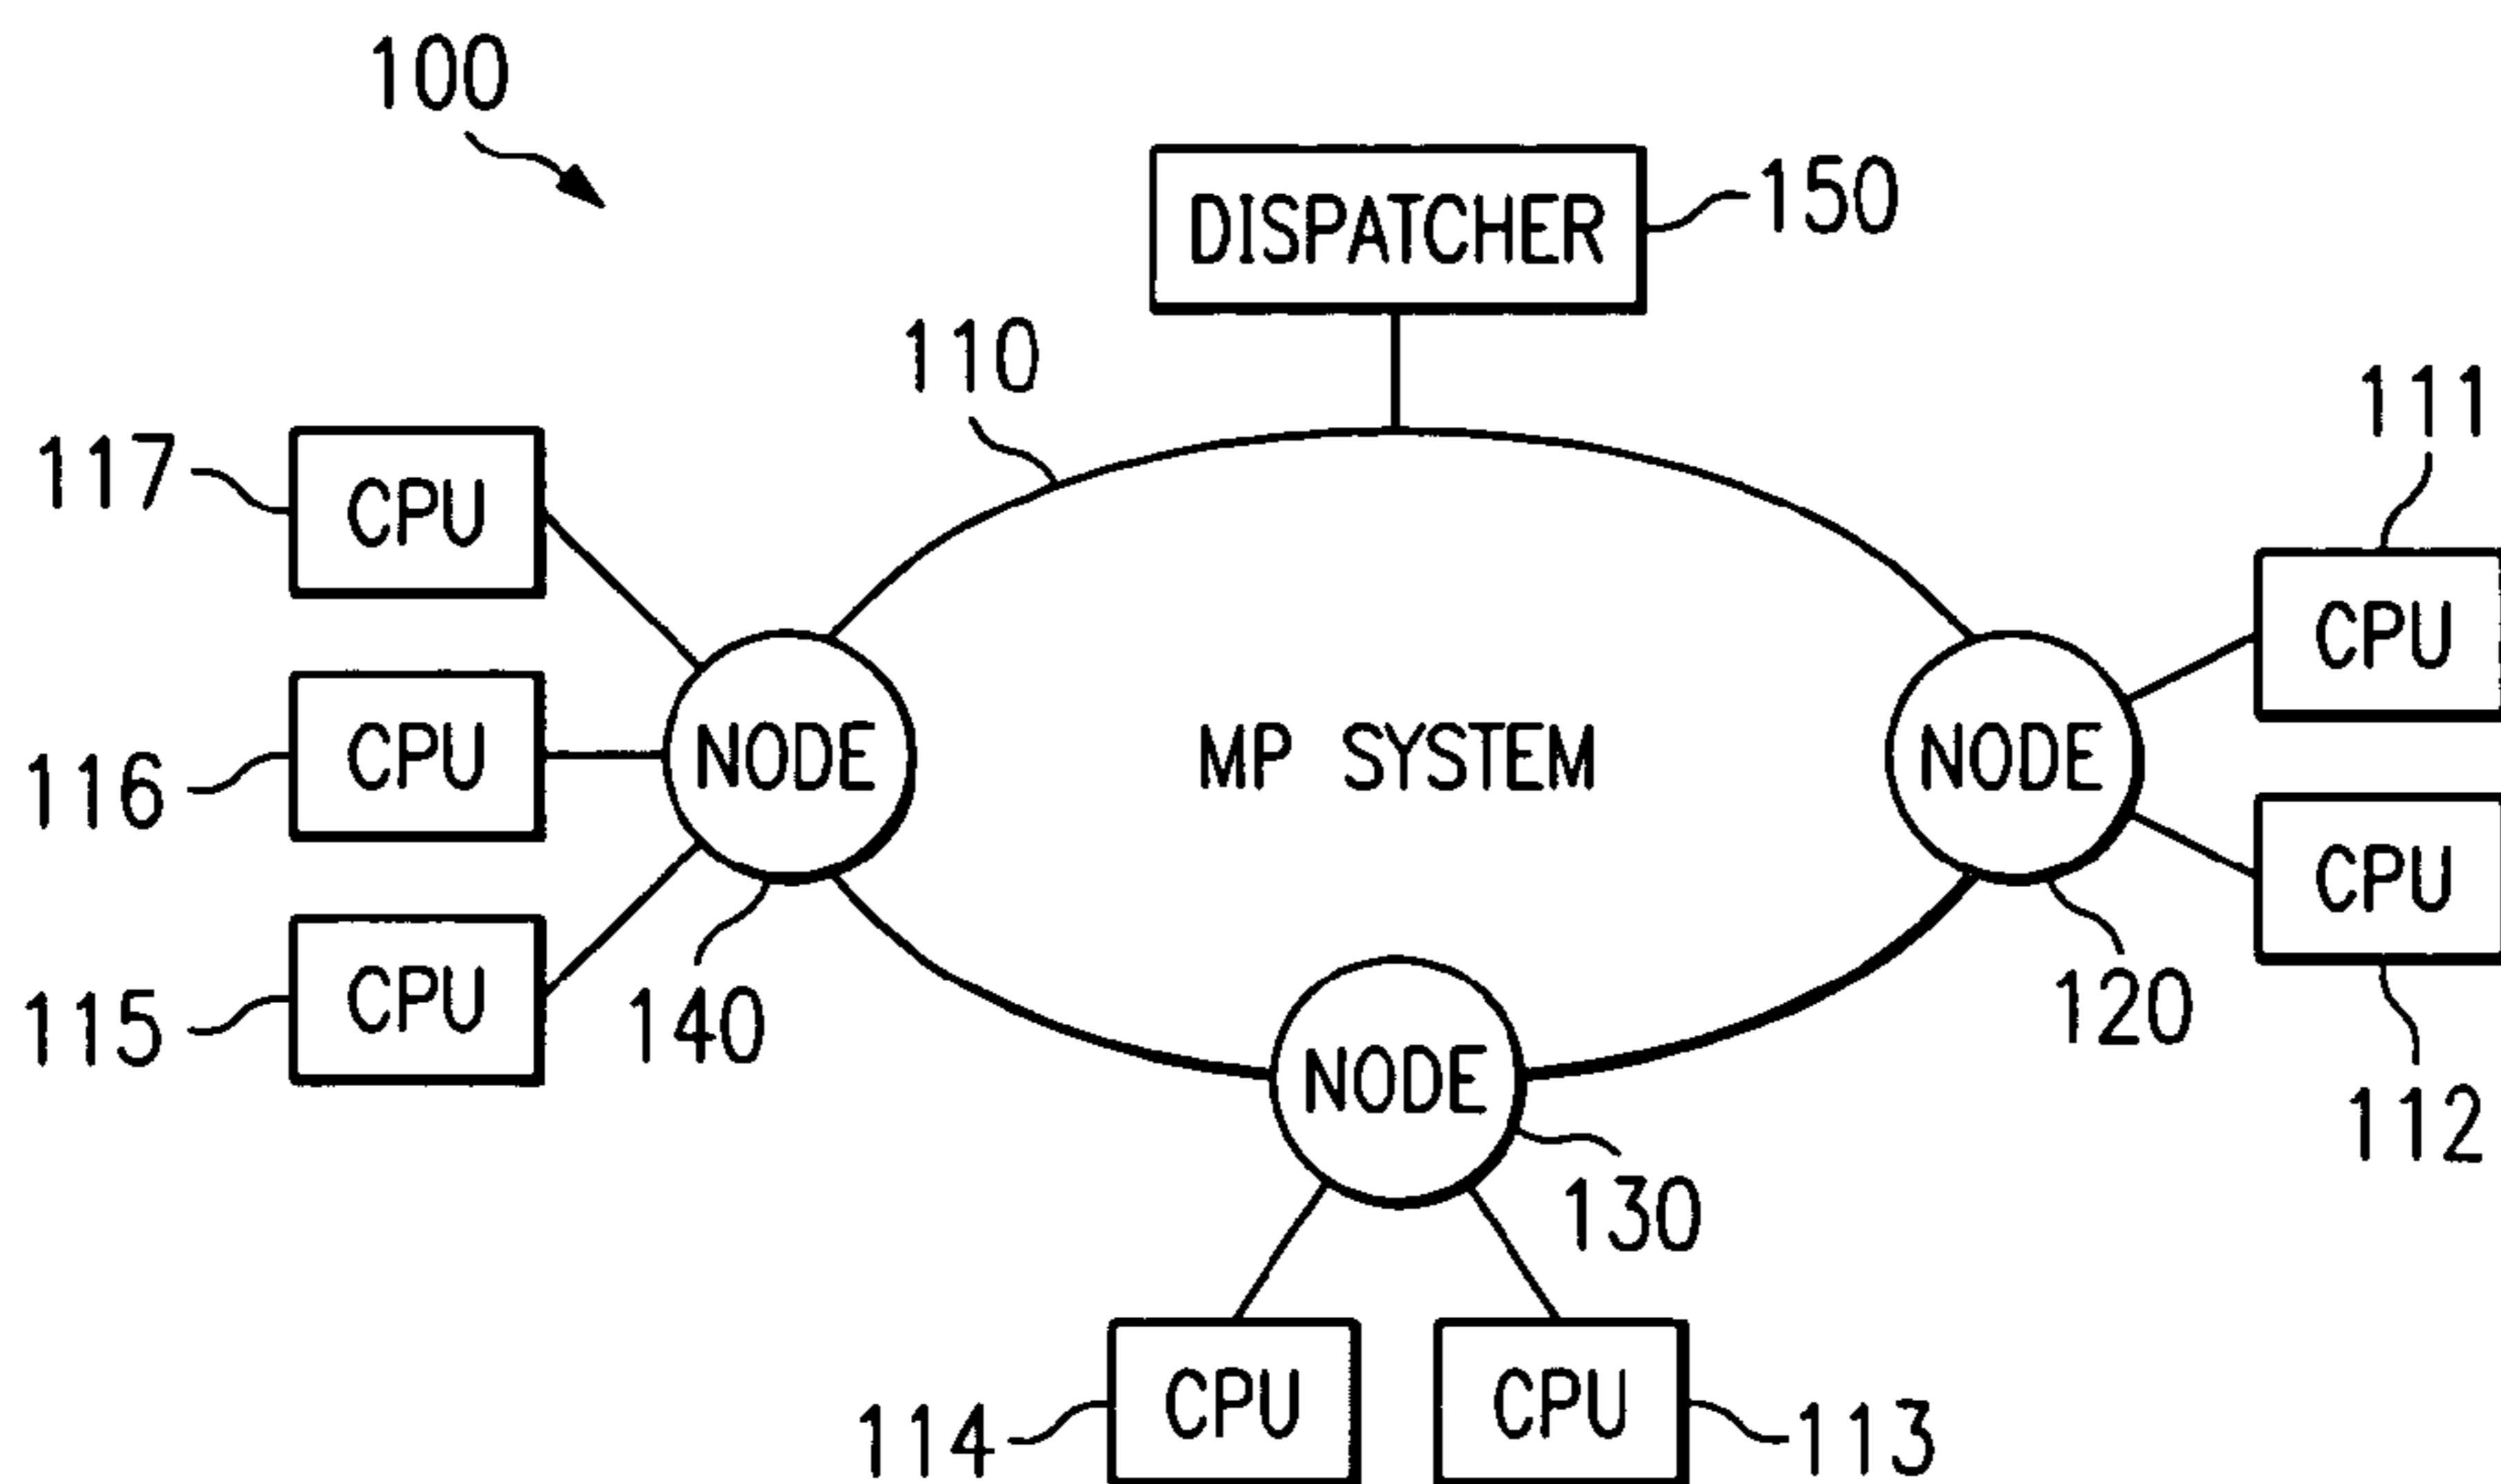 100
DISPATCHER
150
110
111
117
CPU
CPU
116
CPU
NODE
MP SYSTEM
NODE
CPU
115
CPU
140
120
NODE
112
130
114
CPU
CPU
113